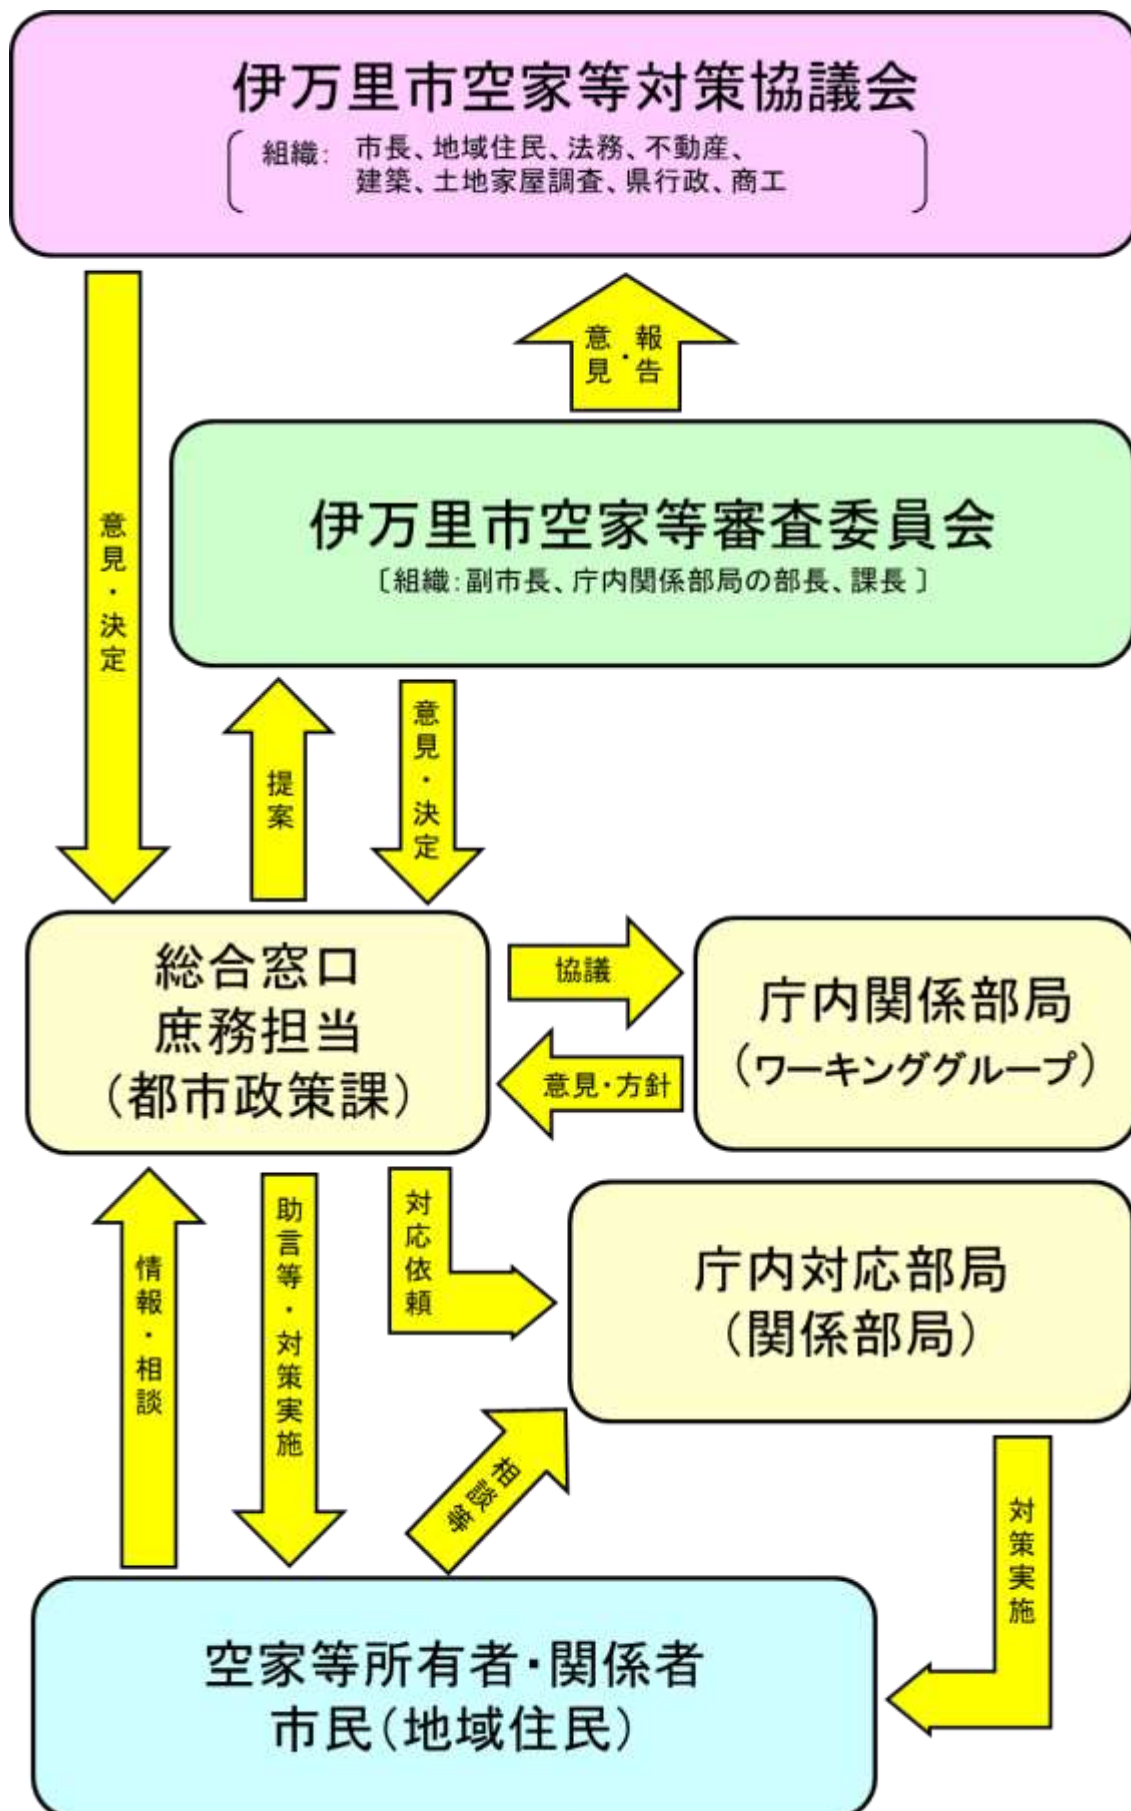 伊万里市空家等対策協議会
組織: 市長、地域住民、法務、不動産、
建築、土地家屋調査、県行政、商工
意見・報告
意見・決定
伊万里市空家等審査委員会
〔組織:副市長、庁内関係部局の部長、課長〕
提案
意見・決定
総合窓口
庶務担当
(都市政策課)
協議
意見・方針
庁内関係部局
(ワーキンググループ)
情報・相談
助言等・対策実施
対応依頼
庁内対応部局
(関係部局)
相談等
対策実施
空家等所有者・関係者
市民(地域住民)